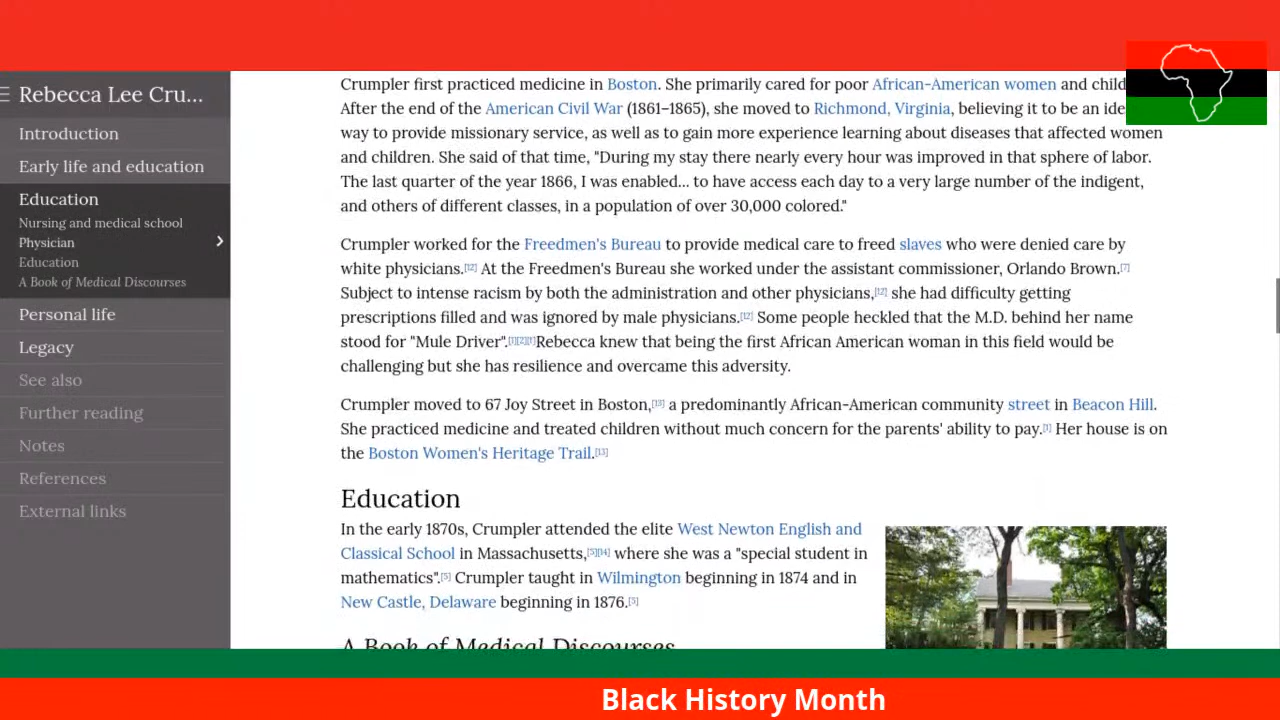 Rebecca Lee Cru...
Introduction
Early life and education
Education
Nursing and medical school
Physician
Education
A Book of Medical Discourses
Personal life
Legacy
See also
Further reading
Notes
References
External links
Crumpler first practiced medicine in Boston. She primarily cared for poor African-American women and child
After the end of the American Civil War (1861–1865), she moved to Richmond, Virginia, believing it to be an ide
way to provide missionary service, as well as to gain more experience learning about diseases that affected women
and children. She said of that time, "During my stay there nearly every hour was improved in that sphere of labor.
The last quarter of the year 1866, I was enabled... to have access each day to a very large number of the indigent,
and others of different classes, in a population of over 30,000 colored."
Crumpler worked for the Freedmen's Bureau to provide medical care to freed slaves who were denied care by
white physicians.[12] At the Freedmen's Bureau she worked under the assistant commissioner, Orlando Brown.[7]
Subject to intense racism by both the administration and other physicians,[12] she had difficulty getting
prescriptions filled and was ignored by male physicians.[12] Some people heckled that the M.D. behind her name
stood for "Mule Driver".[1][2][1]Rebecca knew that being the first African American woman in this field would be
challenging but she has resilience and overcame this adversity.
Crumpler moved to 67 Joy Street in Boston,[13] a predominantly African-American community street in Beacon Hill.
She practiced medicine and treated children without much concern for the parents' ability to pay.[1] Her house is on
the Boston Women's Heritage Trail.[13]
Education
In the early 1870s, Crumpler attended the elite West Newton English and
Classical School in Massachusetts,[5][14] where she was a "special student in
mathematics".[5] Crumpler taught in Wilmington beginning in 1874 and in
New Castle, Delaware beginning in 1876.[5]
A Book of Medical Discourses
Black History Month